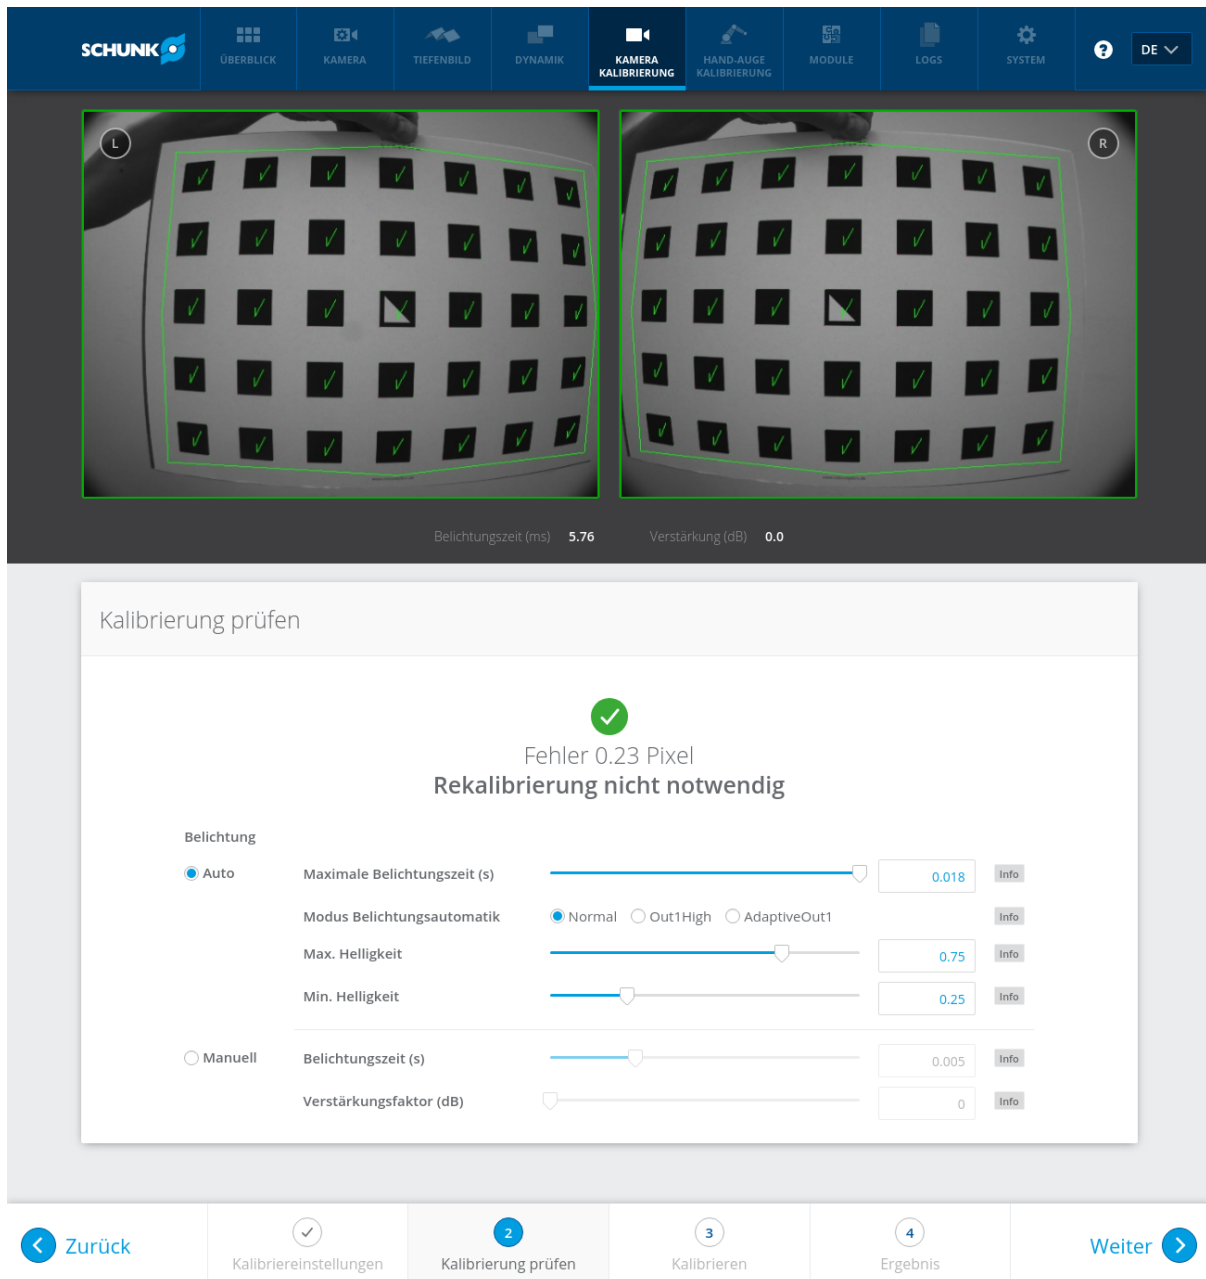 SCHUNK
ÜBERBLICK
KAMERA
TIEFENBILD
DYNAMIK
KAMERA
KALIBRIERUNG
HAND-AUGE
KALIBRIERUNG
MODULE
LOGS
SYSTEM
?
DE
L
R
Belichtungszeit (ms) 5.76 Verstärkung (dB) 0.0
Kalibrierung prüfen
Fehler 0.23 Pixel
Rekalibrierung nicht notwendig
Belichtung
Auto Maximale Belichtungszeit (s) 0.018 Info
Modus Belichtungsautomatik Normal Out1High AdaptiveOut1 Info
Max. Helligkeit 0.75 Info
Min. Helligkeit 0.25 Info
Manuell Belichtungszeit (s) 0.005 Info
Verstärkungsfaktor (dB) 0 Info
Zurück
Kalibriereinstellungen
2
Kalibrierung prüfen
3
Kalibrieren
4
Ergebnis
Weiter